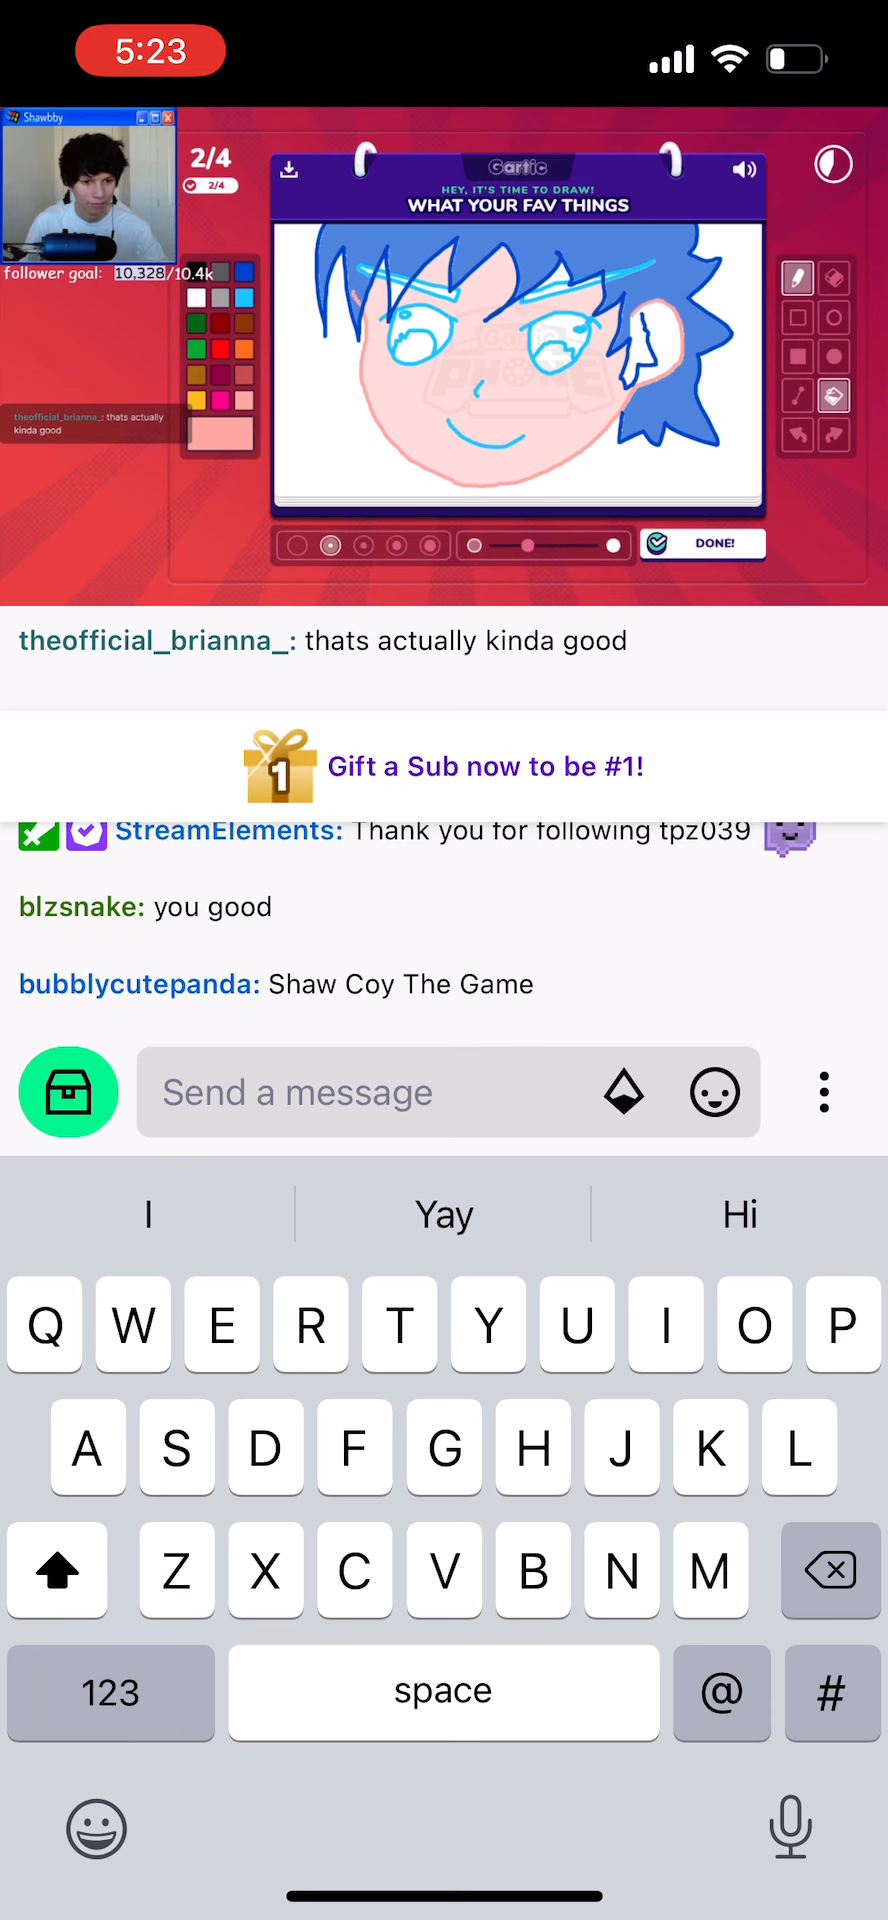 5:23
Shawbby
2/4
2/4
Gartic
HEY, IT'S TIME TO DRAW!
WHAT YOUR FAV THINGS
follower goal: 10,328/10.4k
Gartic
PHONE
theofficial_brianna_: thats actually
kinda good
DONE!
theofficial_brianna_: thats actually kinda good
1
Gift a Sub now to be #1!
StreamElements: Thank you for following tpz039
blzsnake: you good
bubblycutepanda: Shaw Coy The Game
Send a message
I Yay Hi
Q W E R T Y U I O P
A S D F G H J K L
Z X C V B N M
123 space @ #